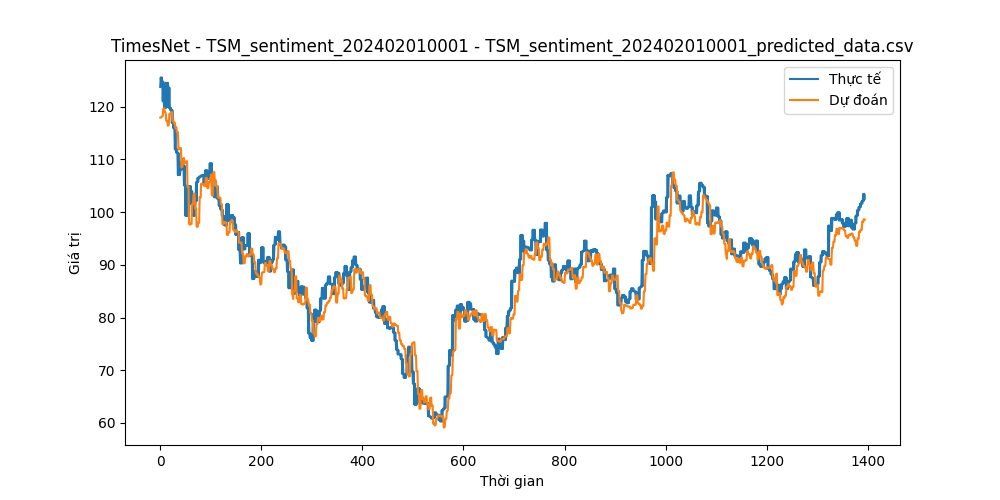 TimesNet - TSM_sentiment_202402010001 - TSM_sentiment_202402010001_predicted_data.csv
Thực tế
Dự đoán
Giá trị
120
110
100
90
80
70
60
0 200 400 600 800 1000 1200 1400
Thời gian